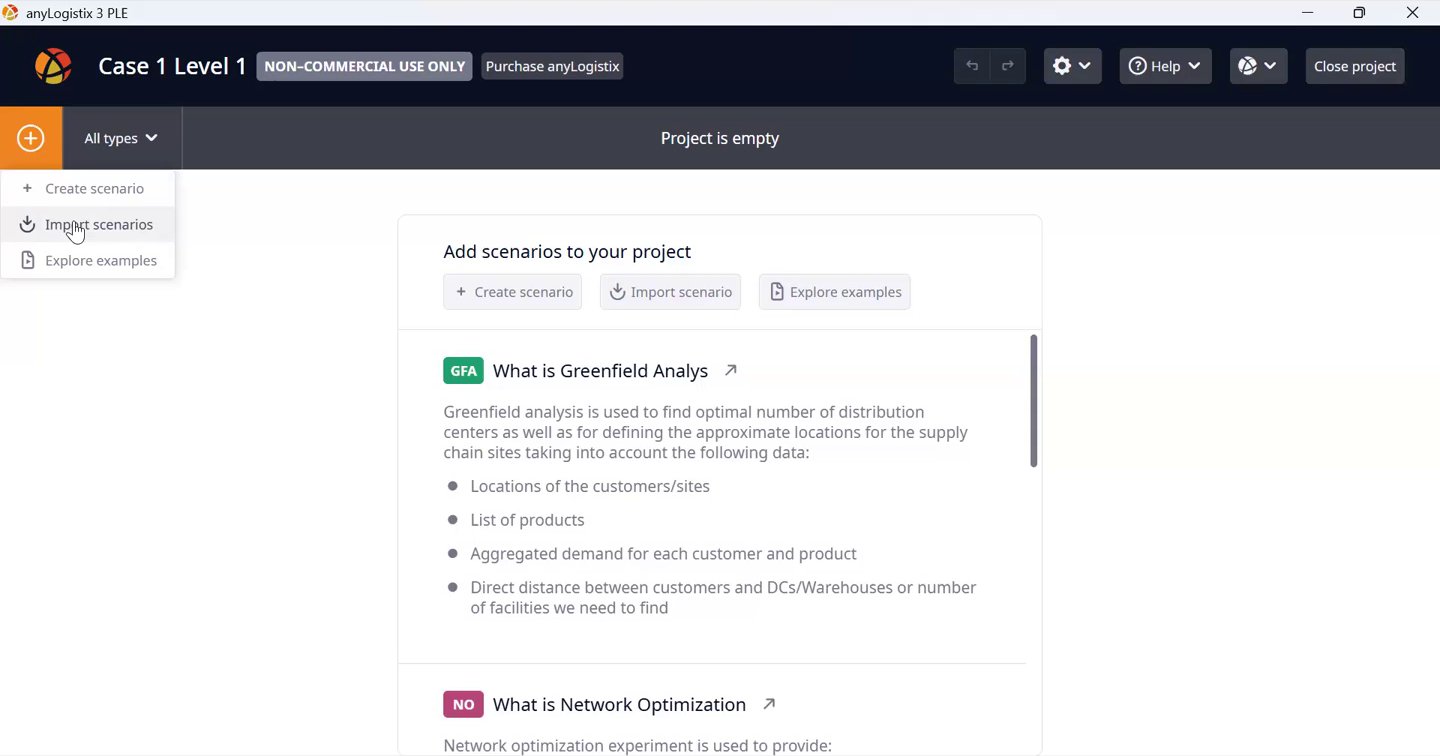 anyLogistix 3 PLE
Case 1 Level 1 NON-COMMERCIAL USE ONLY Purchase anyLogistix Help Close project
All types Project is empty
+ Create scenario
Import scenarios
Explore examples
Add scenarios to your project
+ Create scenario Import scenario Explore examples
GFA What is Greenfield Analys
Greenfield analysis is used to find optimal number of distribution
centers as well as for defining the approximate locations for the supply
chain sites taking into account the following data:
Locations of the customers/sites
List of products
Aggregated demand for each customer and product
Direct distance between customers and DCs/Warehouses or number
of facilities we need to find
NO What is Network Optimization
Network optimization experiment is used to provide: